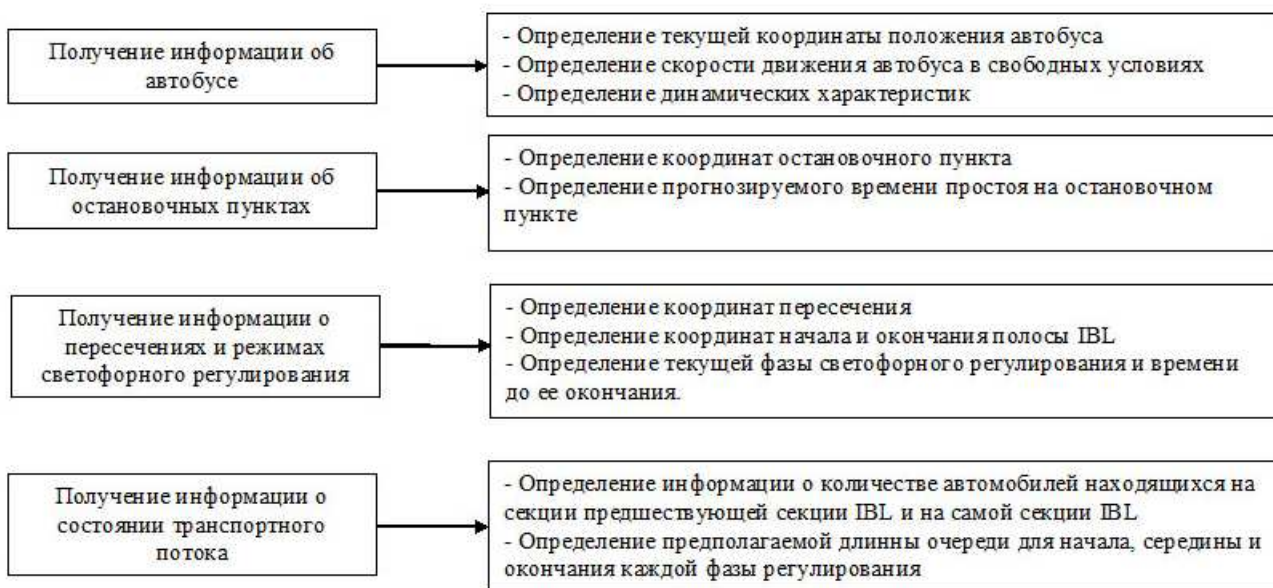 Получение информации об
автобусе
- Определение текущей координаты положения автобуса
- Определение скорости движения автобуса в свободных условиях
- Определение динамических характеристик
Получение информации об
остановочных пунктах
- Определение координат остановочного пункта
- Определение прогнозируемого времени простоя на остановочном
пункте
Получение информации о
пересечениях и режимах
светофорного регулирования
- Определение координат пересечения
- Определение координат начала и окончания полосы IBL
- Определение текущей фазы светофорного регулирования и времени
до ее окончания.
Получение информации о
состоянии транспортного
потока
- Определение информации о количестве автомобилей находящихся на
секции предшествующей секции IBL и на самой секции IBL
- Определение предполагаемой длинны очереди для начала, середины и
окончания каждой фазы регулирования